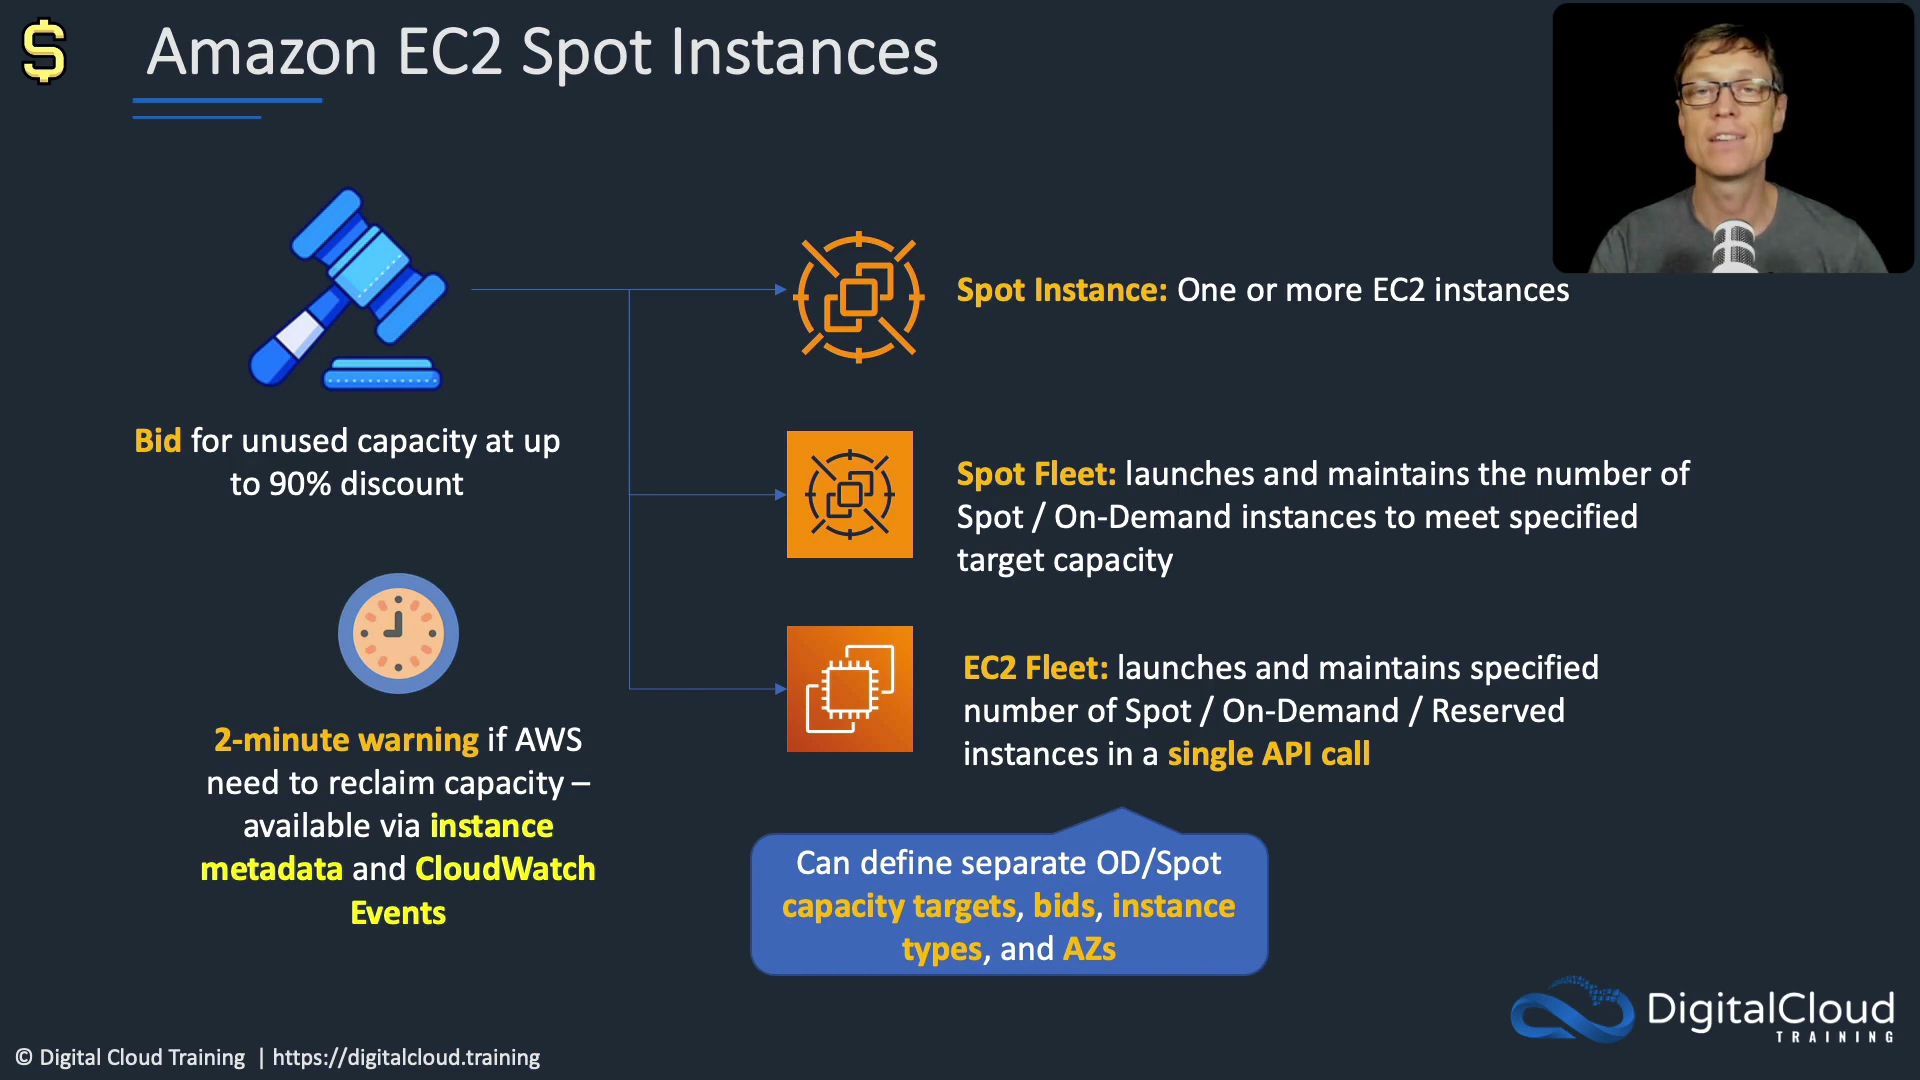 Amazon EC2 Spot Instances
Bid for unused capacity at up
to 90% discount
2-minute warning if AWS
need to reclaim capacity –
available via instance
metadata and CloudWatch
Events
Spot Instance: One or more EC2 instances
Spot Fleet: launches and maintains the number of
Spot / On-Demand instances to meet specified
target capacity
EC2 Fleet: launches and maintains specified
number of Spot / On-Demand / Reserved
instances in a single API call
Can define separate OD/Spot
capacity targets, bids, instance
types, and AZs
DigitalCloud
TRAINING
© Digital Cloud Training | https://digitalcloud.training